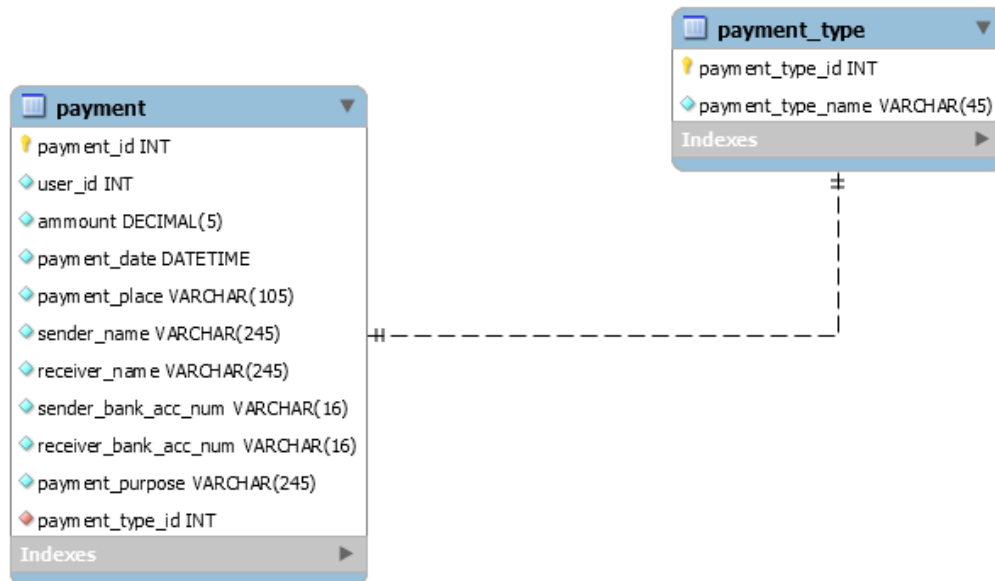 payment
payment_id INT
user_id INT
ammount DECIMAL(5)
payment_date DATETIME
payment_place VARCHAR(105)
sender_name VARCHAR(245)
receiver_name VARCHAR(245)
sender_bank_acc_num VARCHAR(16)
receiver_bank_acc_num VARCHAR(16)
payment_purpose VARCHAR(245)
payment_type_id INT
Indexes
payment_type
payment_type_id INT
payment_type_name VARCHAR(45)
Indexes